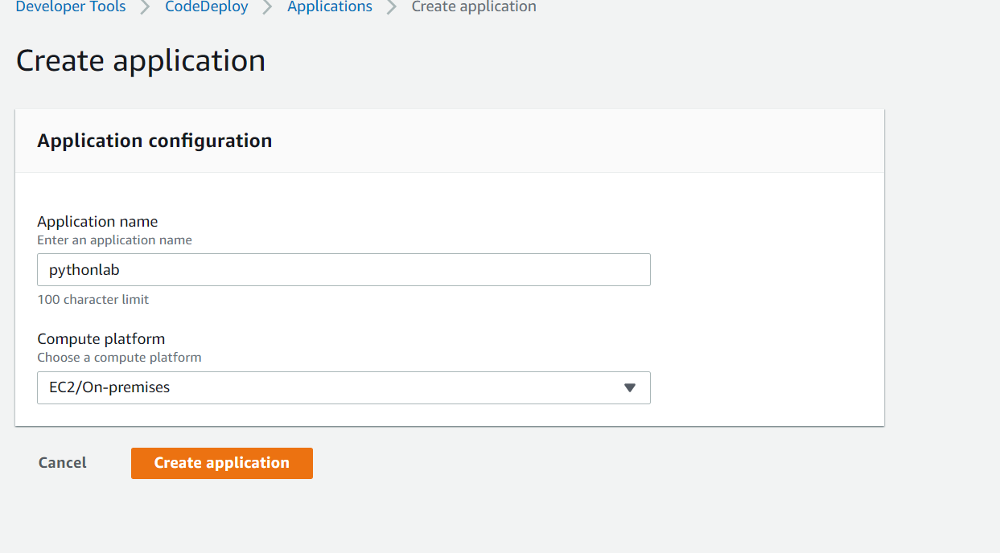 Developer Tools > CodeDeploy > Applications > Create application
Create application
Application configuration
Application name
Enter an application name
pythonlab
100 character limit
Compute platform
Choose a compute platform
EC2/On-premises
Cancel Create application